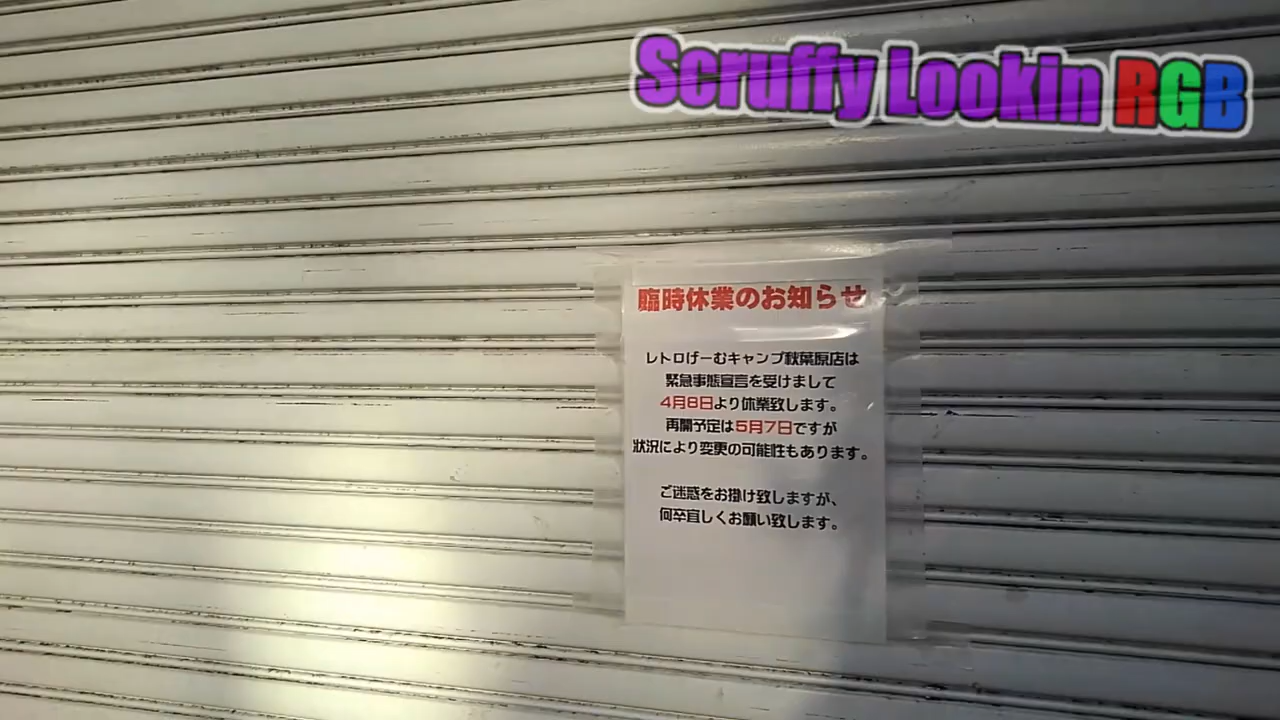 Scruffy Lookin RGB
臨時休業のお知らせ
レトロげーむキャンプ秋葉原店は
緊急事態宣言を受けまして
4月8日より休業致します。
再開予定は5月7日ですが
状況により変更の可能性もあります。
ご迷惑をお掛け致しますが、
何卒宜しくお願い致します。